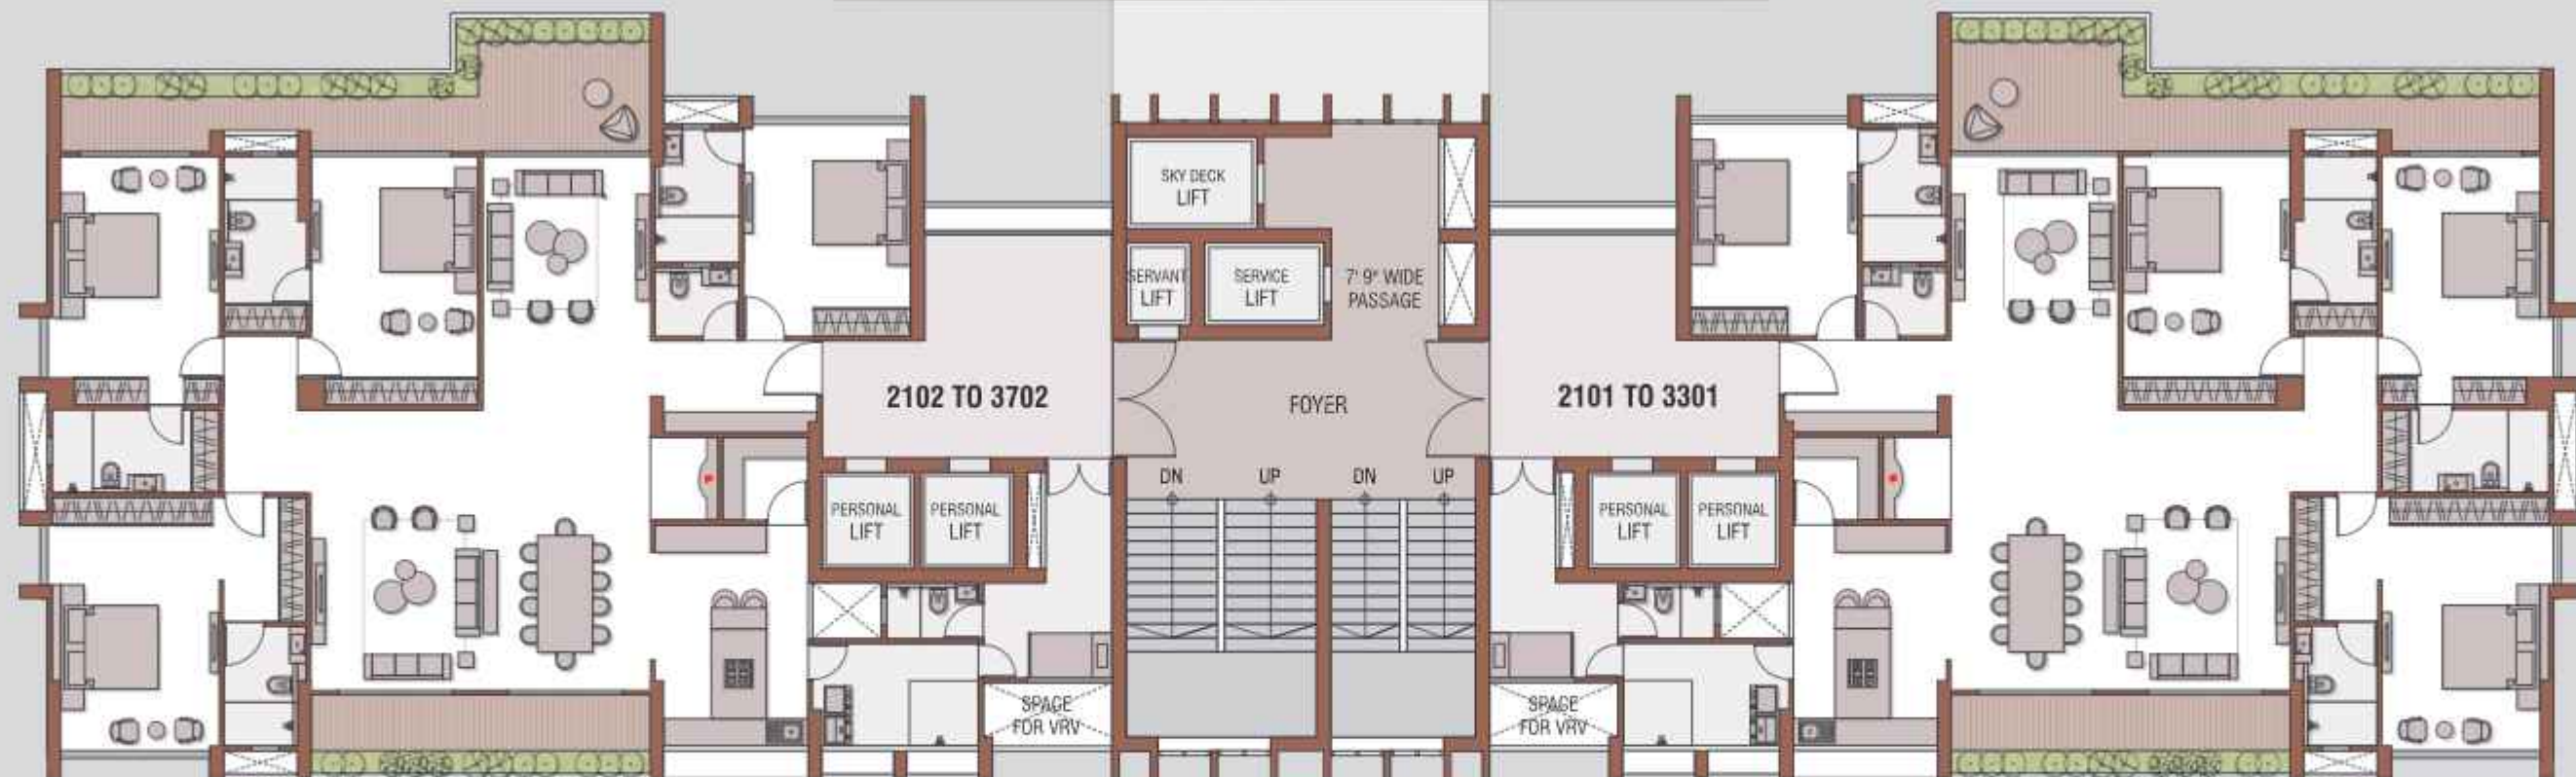 SKY DECK
LIFT
SERVANT
LIFT
SERVICE
LIFT
7' 9" WIDE
PASSAGE
2102 TO 3702
FOYER
2101 TO 3301
DN
UP
DN
UP
PERSONAL
LIFT
PERSONAL
LIFT
PERSONAL
LIFT
PERSONAL
LIFT
SPACE
FOR VRV
SPACE
FOR VRV